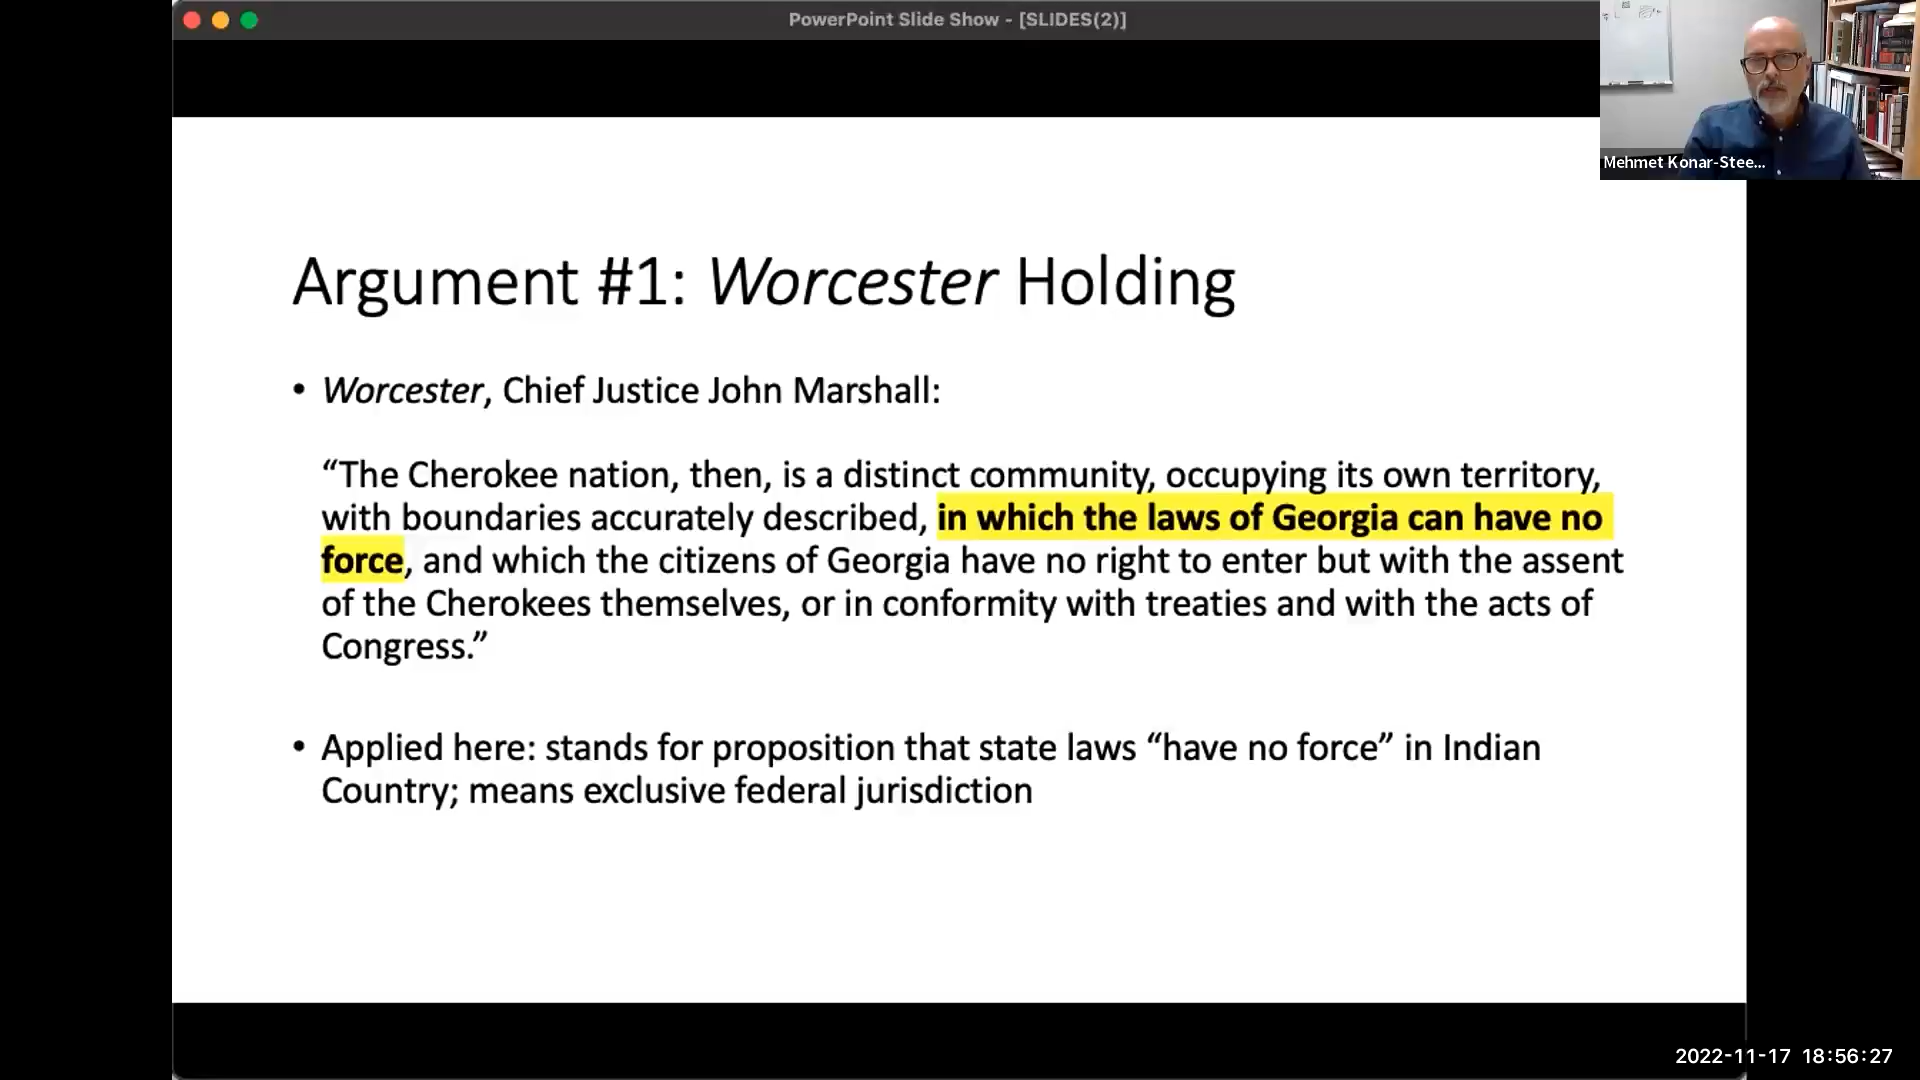 PowerPoint Slide Show - [SLIDES(2)]
Mehmet Konar-Stee...
Argument #1: Worcester Holding
• Worcester, Chief Justice John Marshall:
“The Cherokee nation, then, is a distinct community, occupying its own territory,
with boundaries accurately described, in which the laws of Georgia can have no
force, and which the citizens of Georgia have no right to enter but with the assent
of the Cherokees themselves, or in conformity with treaties and with the acts of
Congress.”
• Applied here: stands for proposition that state laws “have no force” in Indian
Country; means exclusive federal jurisdiction
2022-11-17 18:56:27